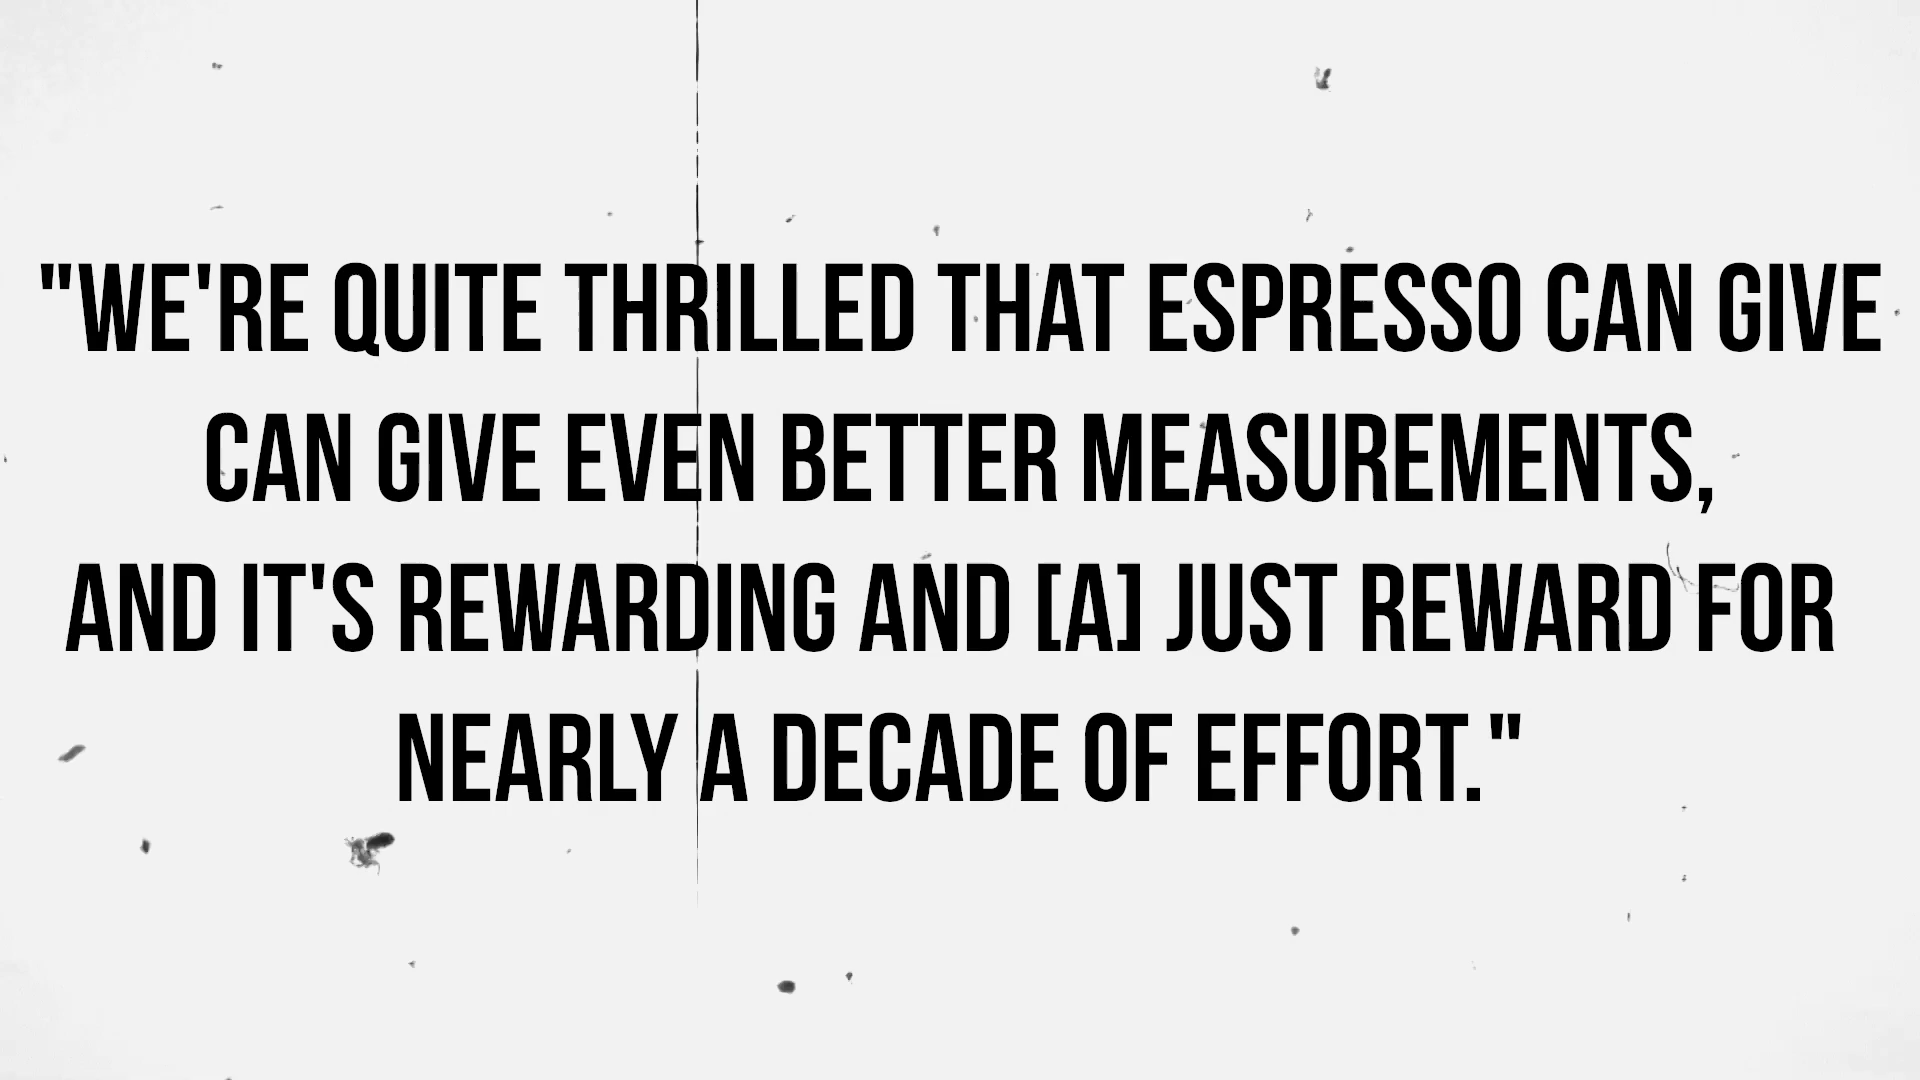 "WE'RE QUITE THRILLED THAT ESPRESSO CAN GIVE
CAN GIVE EVEN BETTER MEASUREMENTS,
AND IT'S REWARDING AND [A] JUST REWARD FOR
NEARLY A DECADE OF EFFORT."